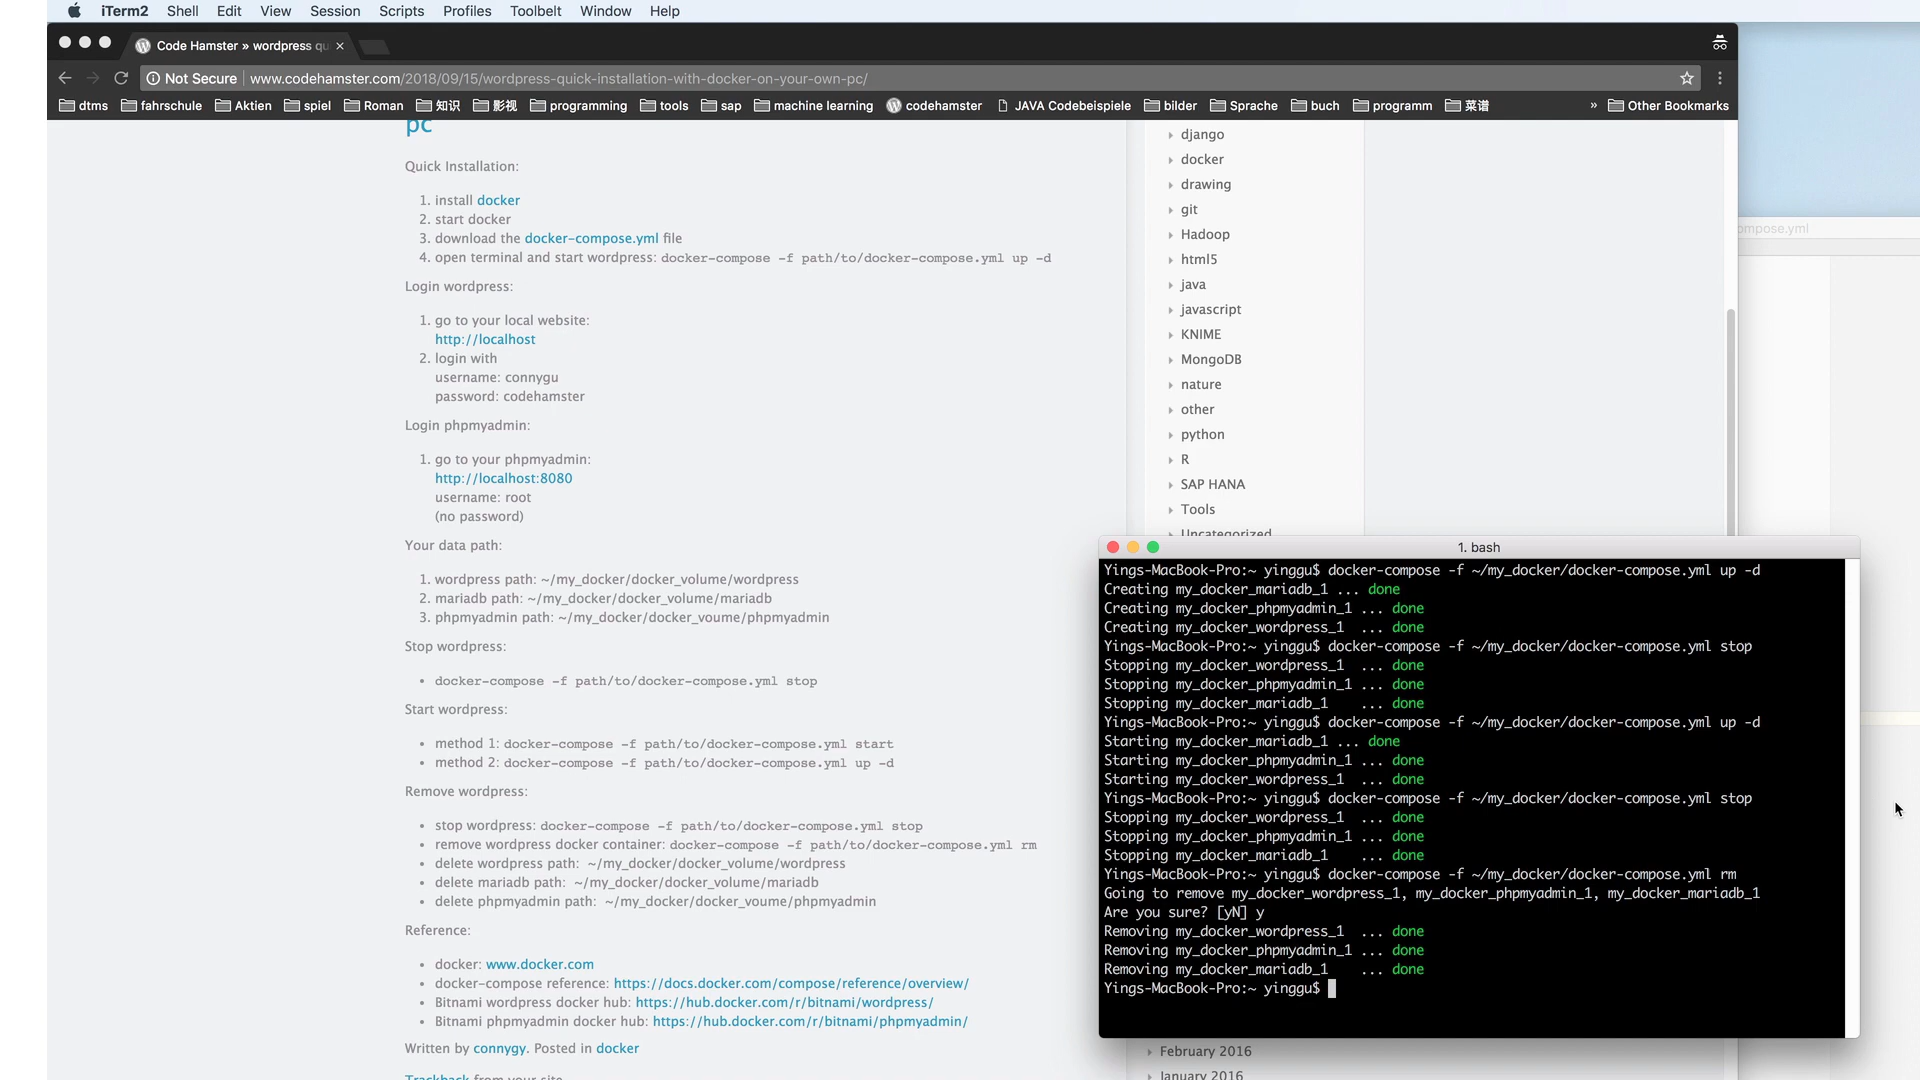 iTerm2 Shell Edit View Session Scripts Profiles Toolbelt Window Help
Code Hamster » wordpress qu
Not Secure www.codehamster.com/2018/09/15/wordpress-quick-installation-with-docker-on-your-own-pc/
dtms fahrschule Aktien spiel Roman 知识 影视 programming tools sap machine learning codehamster JAVA Codebeispiele bilder Sprache buch programm 菜谱 » Other Bookmarks
pc
Quick Installation:
1. install docker
2. start docker
3. download the docker-compose.yml file
4. open terminal and start wordpress: docker-compose -f path/to/docker-compose.yml up -d
Login wordpress:
1. go to your local website:
http://localhost
2. login with
username: connygu
password: codehamster
Login phpmyadmin:
1. go to your phpmyadmin:
http://localhost:8080
username: root
(no password)
Your data path:
1. wordpress path: ~/my_docker/docker_volume/wordpress
2. mariadb path: ~/my_docker/docker_volume/mariadb
3. phpmyadmin path: ~/my_docker/docker_voume/phpmyadmin
Stop wordpress:
• docker-compose -f path/to/docker-compose.yml stop
Start wordpress:
• method 1: docker-compose -f path/to/docker-compose.yml start
• method 2: docker-compose -f path/to/docker-compose.yml up -d
Remove wordpress:
• stop wordpress: docker-compose -f path/to/docker-compose.yml stop
• remove wordpress docker container: docker-compose -f path/to/docker-compose.yml rm
• delete wordpress path: ~/my_docker/docker_volume/wordpress
• delete mariadb path: ~/my_docker/docker_volume/mariadb
• delete phpmyadmin path: ~/my_docker/docker_voume/phpmyadmin
Reference:
• docker: www.docker.com
• docker-compose reference: https://docs.docker.com/compose/reference/overview/
• Bitnami wordpress docker hub: https://hub.docker.com/r/bitnami/wordpress/
• Bitnami phpmyadmin docker hub: https://hub.docker.com/r/bitnami/phpmyadmin/
Written by connygy. Posted in docker
Trackback from your site.
django
docker
drawing
git
Hadoop
html5
java
javascript
KNIME
MongoDB
nature
other
python
R
SAP HANA
Tools
Uncategorized
ompose.yml
1. bash
Yings-MacBook-Pro:~ yinggu$ docker-compose -f ~/my_docker/docker-compose.yml up -d
Creating my_docker_mariadb_1 ... done
Creating my_docker_phpmyadmin_1 ... done
Creating my_docker_wordpress_1 ... done
Yings-MacBook-Pro:~ yinggu$ docker-compose -f ~/my_docker/docker-compose.yml stop
Stopping my_docker_wordpress_1 ... done
Stopping my_docker_phpmyadmin_1 ... done
Stopping my_docker_mariadb_1 ... done
Yings-MacBook-Pro:~ yinggu$ docker-compose -f ~/my_docker/docker-compose.yml up -d
Starting my_docker_mariadb_1 ... done
Starting my_docker_phpmyadmin_1 ... done
Starting my_docker_wordpress_1 ... done
Yings-MacBook-Pro:~ yinggu$ docker-compose -f ~/my_docker/docker-compose.yml stop
Stopping my_docker_wordpress_1 ... done
Stopping my_docker_phpmyadmin_1 ... done
Stopping my_docker_mariadb_1 ... done
Yings-MacBook-Pro:~ yinggu$ docker-compose -f ~/my_docker/docker-compose.yml rm
Going to remove my_docker_wordpress_1, my_docker_phpmyadmin_1, my_docker_mariadb_1
Are you sure? [yN] y
Removing my_docker_wordpress_1 ... done
Removing my_docker_phpmyadmin_1 ... done
Removing my_docker_mariadb_1 ... done
Yings-MacBook-Pro:~ yinggu$
February 2016
January 2016